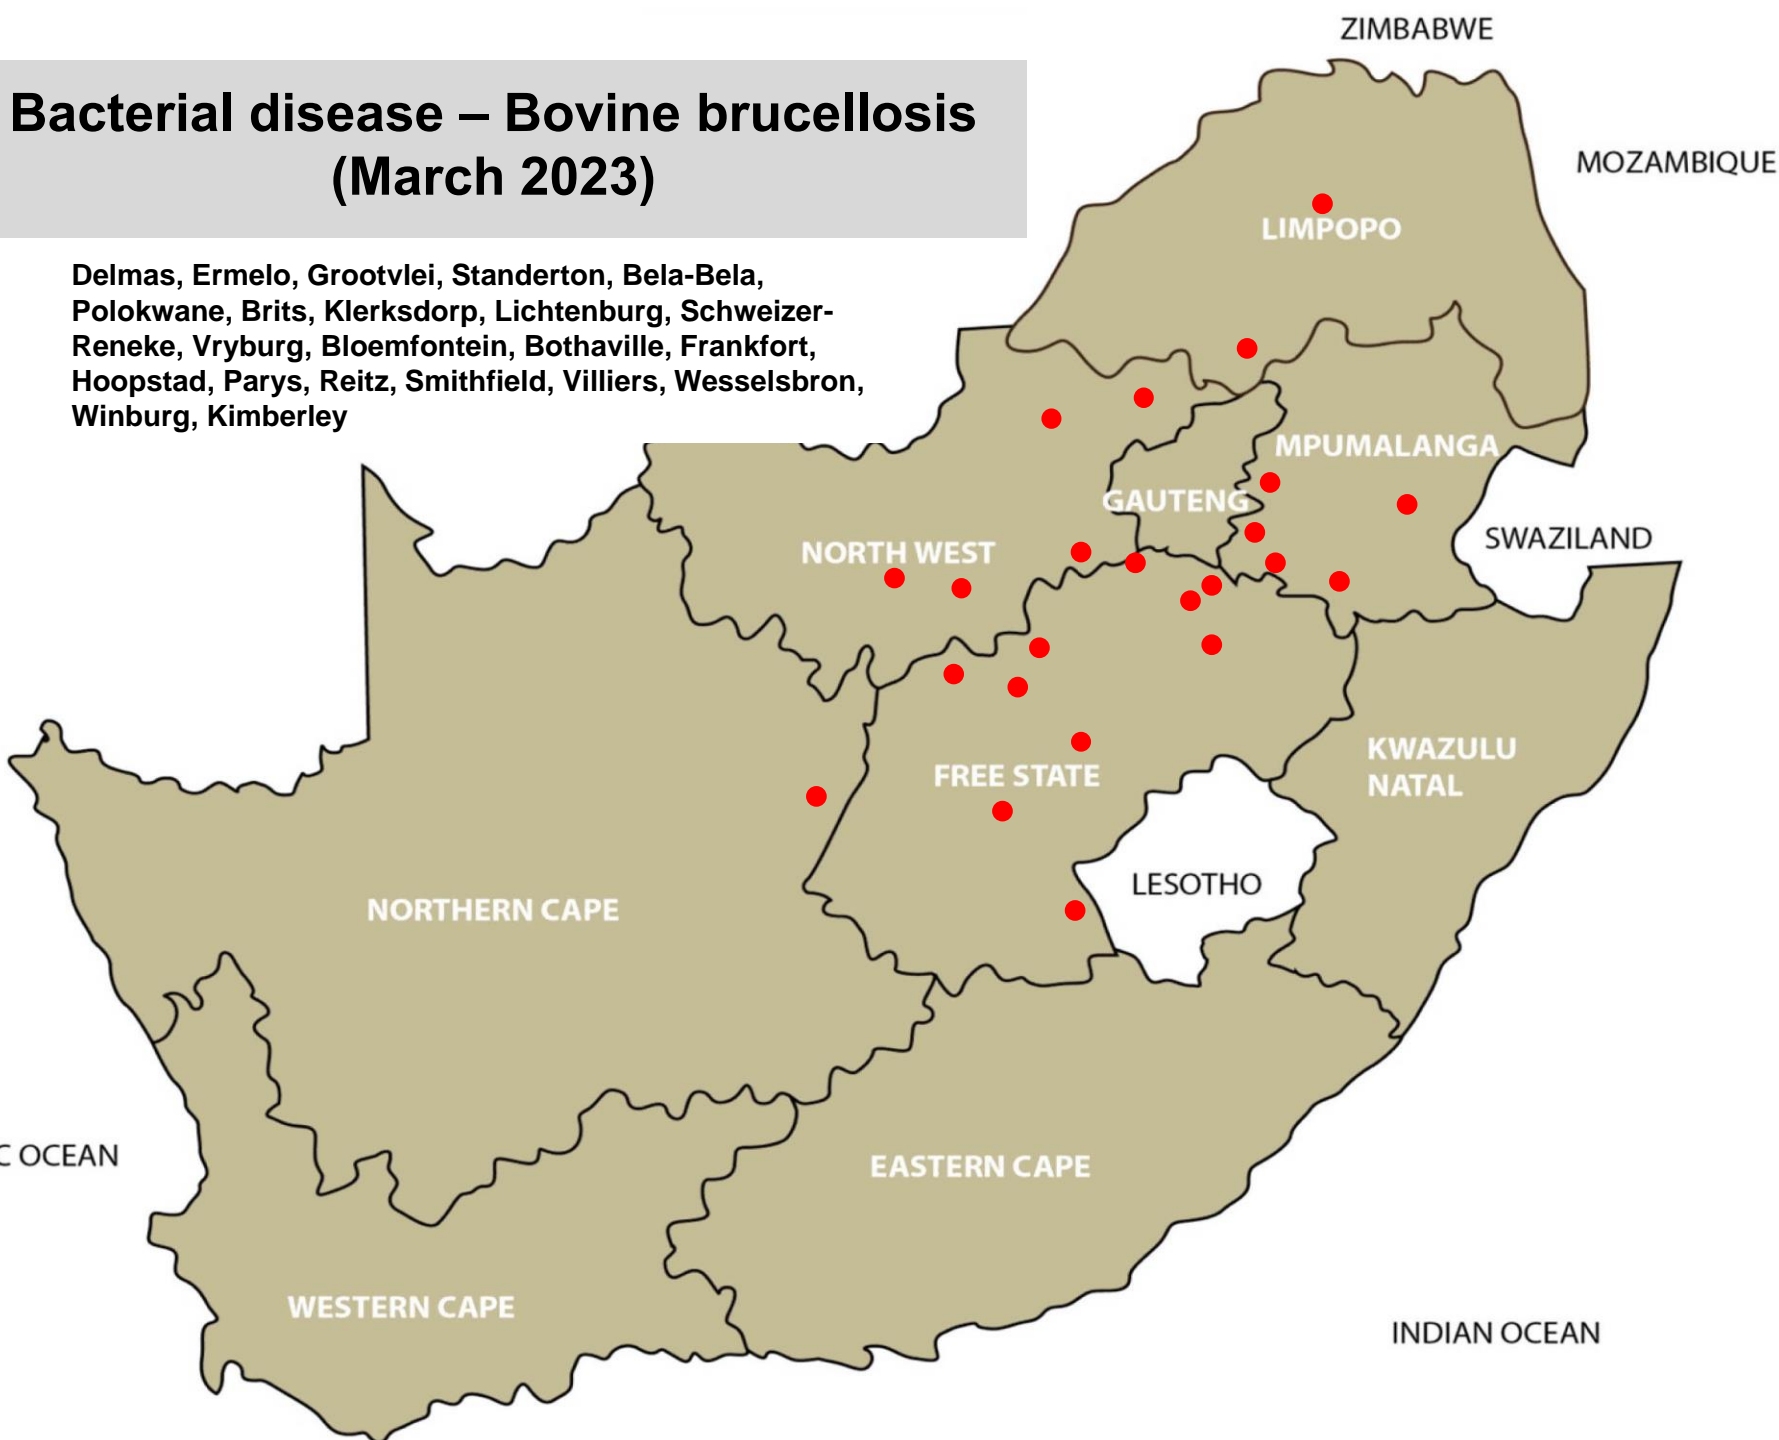 ZIMBABWE
Bacterial disease – Bovine brucellosis
(March 2023)
MOZAMBIQUE
LIMPOPO
Delmas, Ermelo, Grootvlei, Standerton, Bela-Bela,
Polokwane, Brits, Klerksdorp, Lichtenburg, Schweizer-
Reneke, Vryburg, Bloemfontein, Bothaville, Frankfort,
Hoopstad, Parys, Reitz, Smithfield, Villiers, Wesselsbron,
Winburg, Kimberley
MPUMALANGA
GAUTENG
SWAZILAND
NORTH WEST
KWAZULU
NATAL
FREE STATE
LESOTHO
NORTHERN CAPE
C OCEAN
EASTERN CAPE
WESTERN CAPE
INDIAN OCEAN